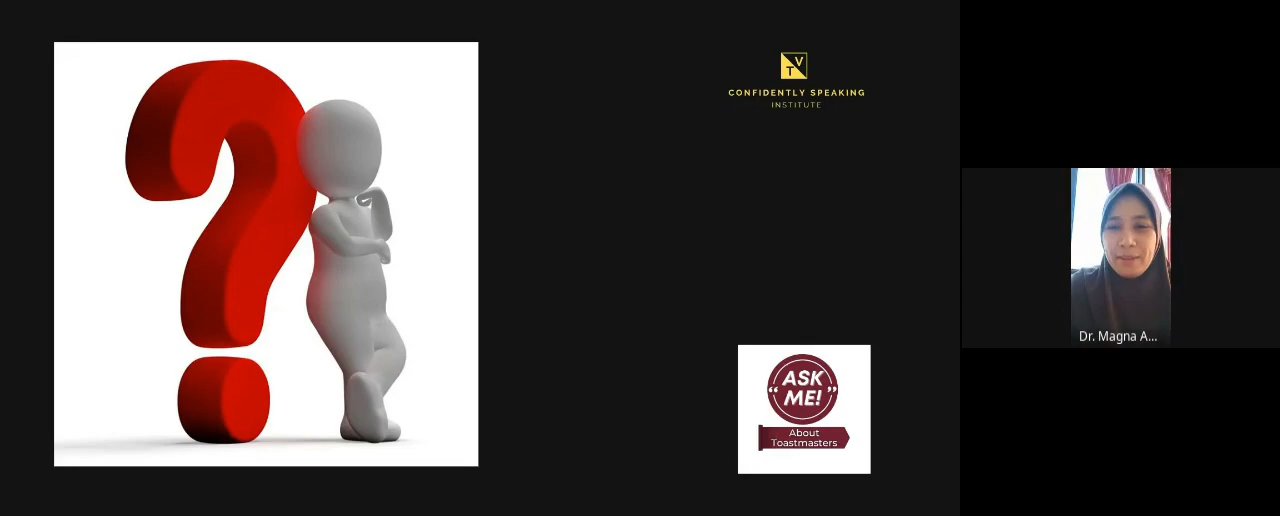 V
T
CONFIDENTLY SPEAKING
INSTITUTE
“ASK
ME!”
About
Toastmasters
Dr. Magna A...